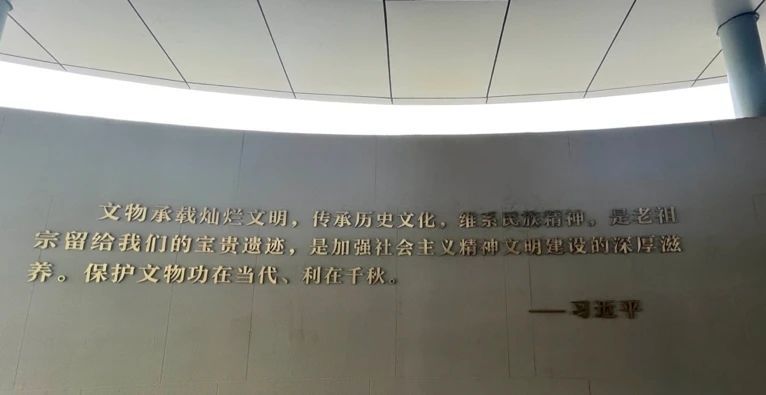 文物承载灿烂文明，传承历史文化，维系民族精神，是老祖
宗留给我们的宝贵遗迹，是加强社会主义精神文明建设的深厚滋
养。保护文物功在当代、利在千秋。
——习近平